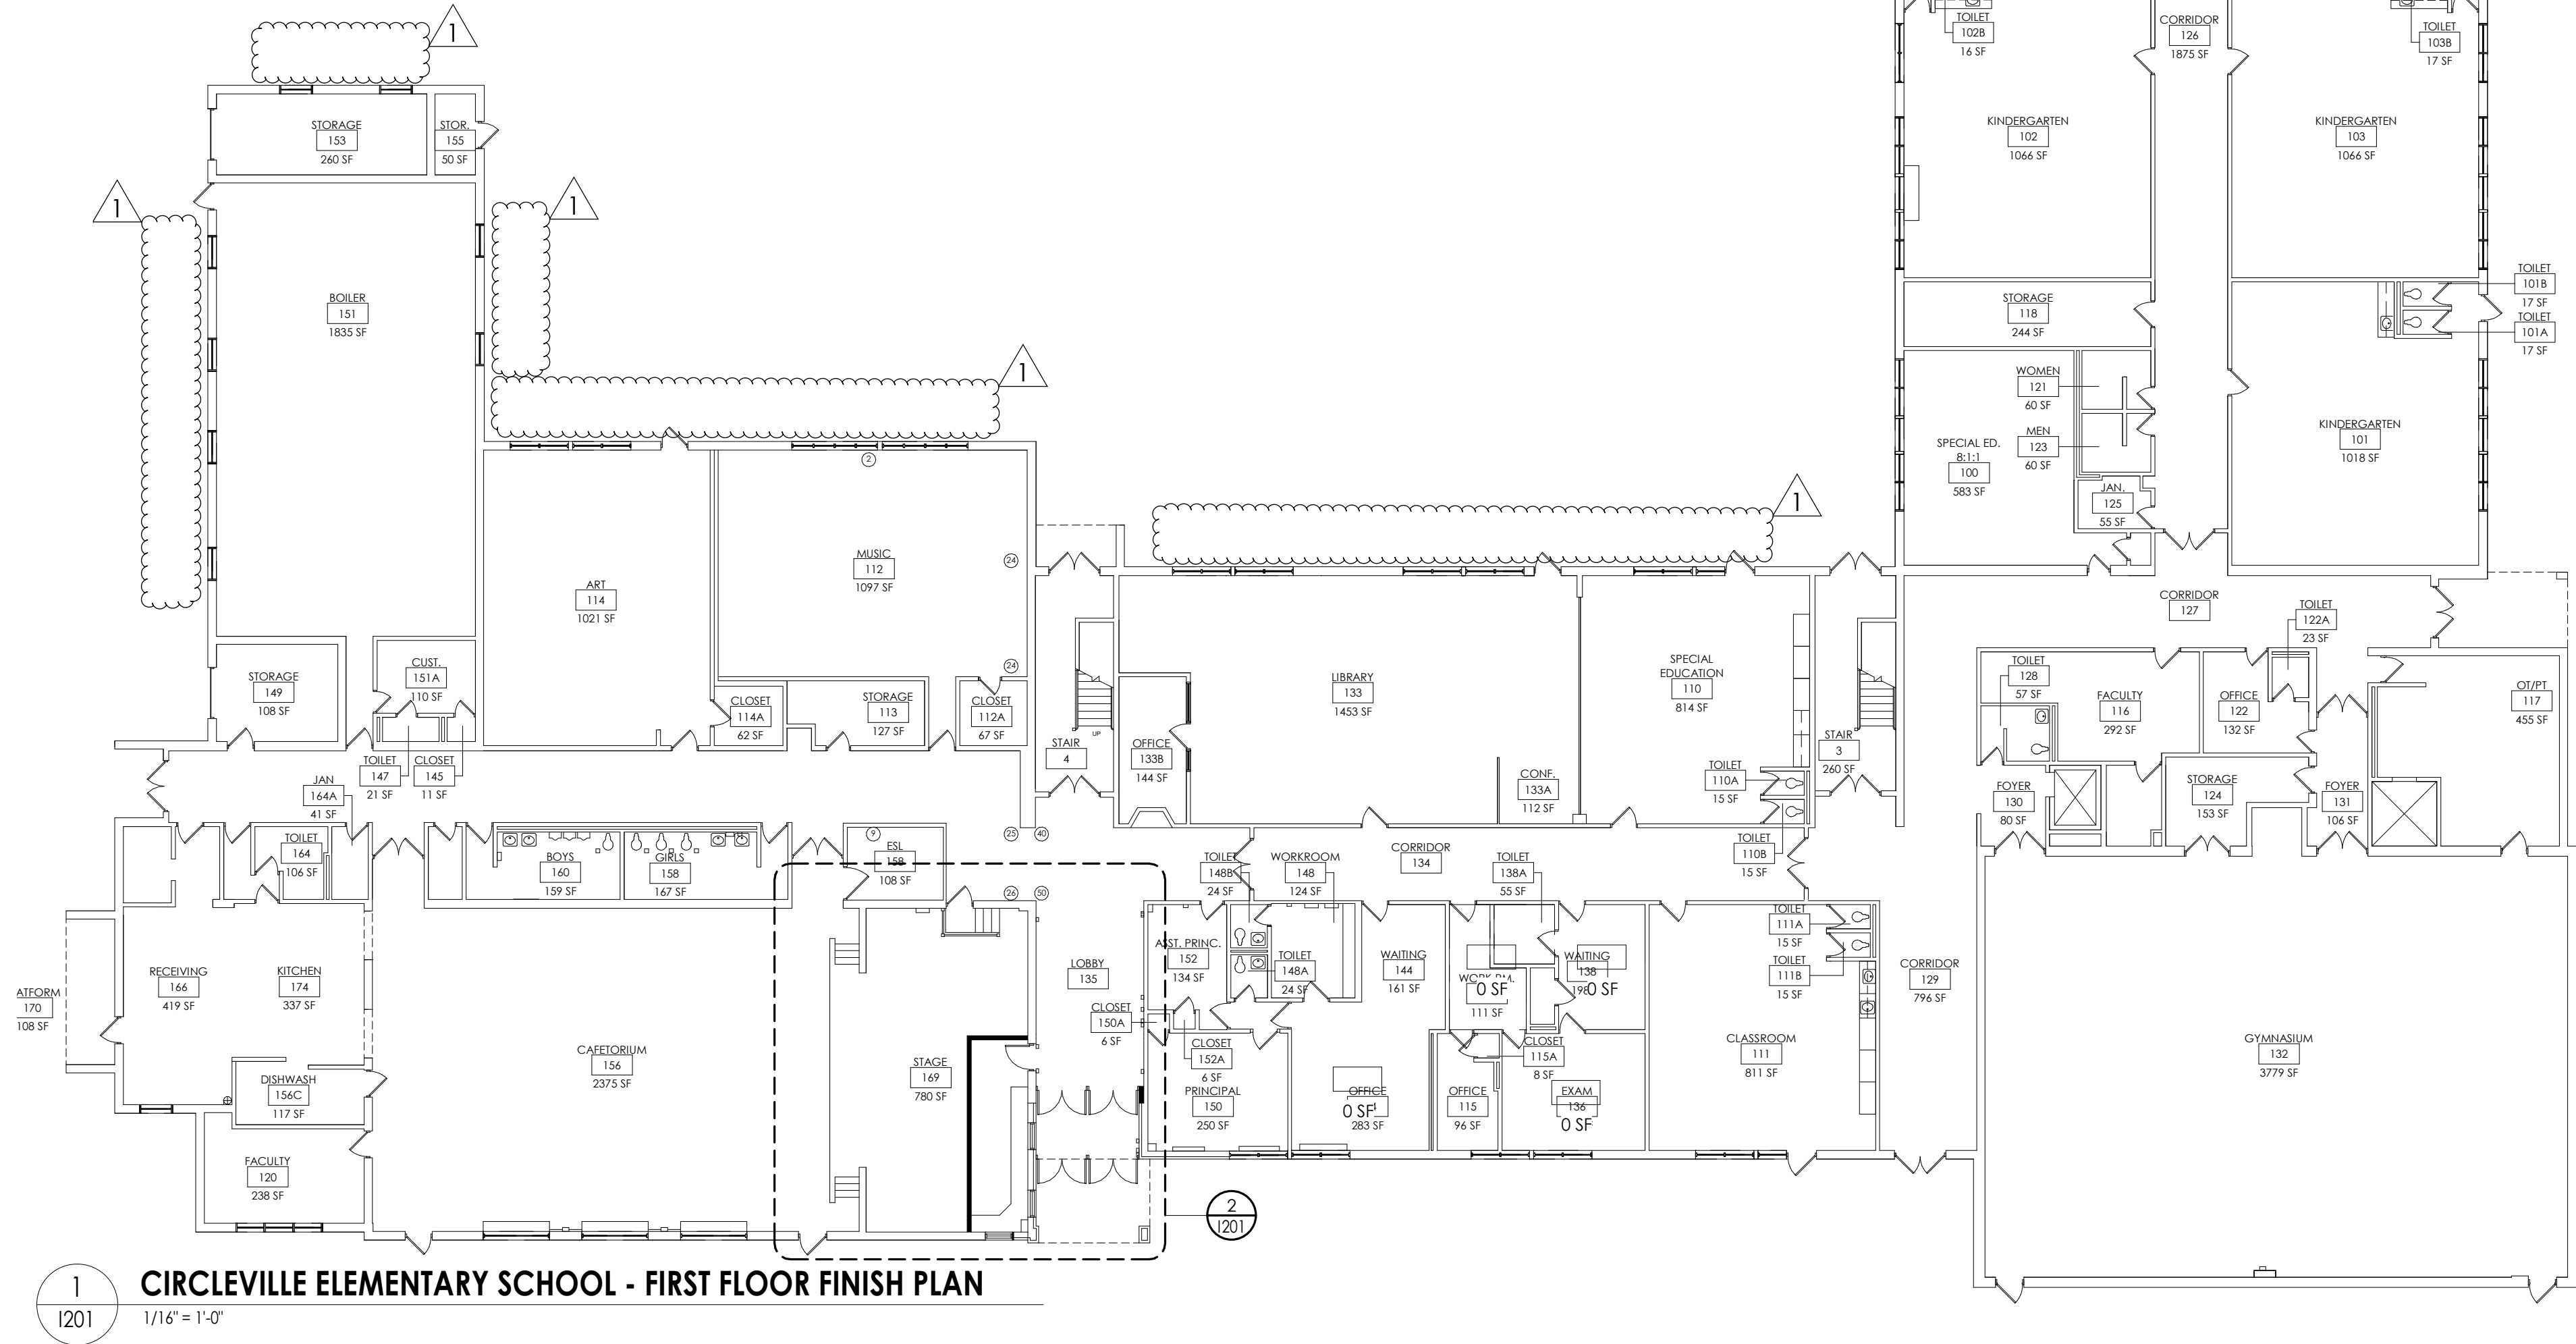 1
TOILET
102B
16 SF
CORRIDOR
126
1875 SF
TOILET
103B
17 SF
STORAGE
153
260 SF
STOR.
155
50 SF
KINDERGARTEN
102
1066 SF
KINDERGARTEN
103
1066 SF
1
1
BOILER
151
1835 SF
STORAGE
118
244 SF
TOILET
101B
17 SF
TOILET
101A
17 SF
1
WOMEN
121
60 SF
MEN
123
60 SF
SPECIAL ED.
8:1:1
100
583 SF
JAN.
125
55 SF
KINDERGARTEN
101
1018 SF
2
1
ART
114
1021 SF
MUSIC
112
1097 SF
24
24
CORRIDOR
127
TOILET
122A
23 SF
STORAGE
149
108 SF
CUST.
151A
110 SF
CLOSET
114A
62 SF
STORAGE
113
127 SF
CLOSET
112A
67 SF
LIBRARY
133
1453 SF
SPECIAL
EDUCATION
110
814 SF
UP
STAIR
4
OFFICE
133B
144 SF
CONF.
133A
112 SF
TOILET
110A
15 SF
STAIR
3
260 SF
TOILET
128
57 SF
FACULTY
116
292 SF
OFFICE
122
132 SF
OT/PT
117
455 SF
TOILET
147
21 SF
CLOSET
145
11 SF
JAN
164A
41 SF
FOYER
130
80 SF
STORAGE
124
153 SF
FOYER
131
106 SF
TOILET
164
106 SF
BOYS
160
159 SF
GIRLS
158
167 SF
9
ESL
158
108 SF
25
40
26
50
TOILET
148B
24 SF
WORKROOM
148
124 SF
CORRIDOR
134
TOILET
138A
55 SF
TOILET
110B
15 SF
RECEIVING
166
419 SF
KITCHEN
174
337 SF
ATFORM
170
108 SF
LOBBY
135
ASST. PRINC.
152
134 SF
TOILET
148A
24 SF
WAITING
144
161 SF
0 SF
111 SF
WAITING
138
198
0 SF
TOILET
111A
15 SF
TOILET
111B
15 SF
CORRIDOR
129
796 SF
CLOSET
150A
6 SF
CLOSET
152A
6 SF
CAFETORIUM
156
2375 SF
STAGE
169
780 SF
DISHWASH
156C
117 SF
PRINCIPAL
150
250 SF
OFFICE
0 SF
283 SF
OFFICE
115
96 SF
CLOSET
115A
8 SF
EXAM
136
0 SF
CLASSROOM
111
811 SF
GYMNASIUM
132
3779 SF
FACULTY
120
238 SF
2
I201
1
I201
CIRCLEVILLE ELEMENTARY SCHOOL - FIRST FLOOR FINISH PLAN
1/16" = 1'-0"